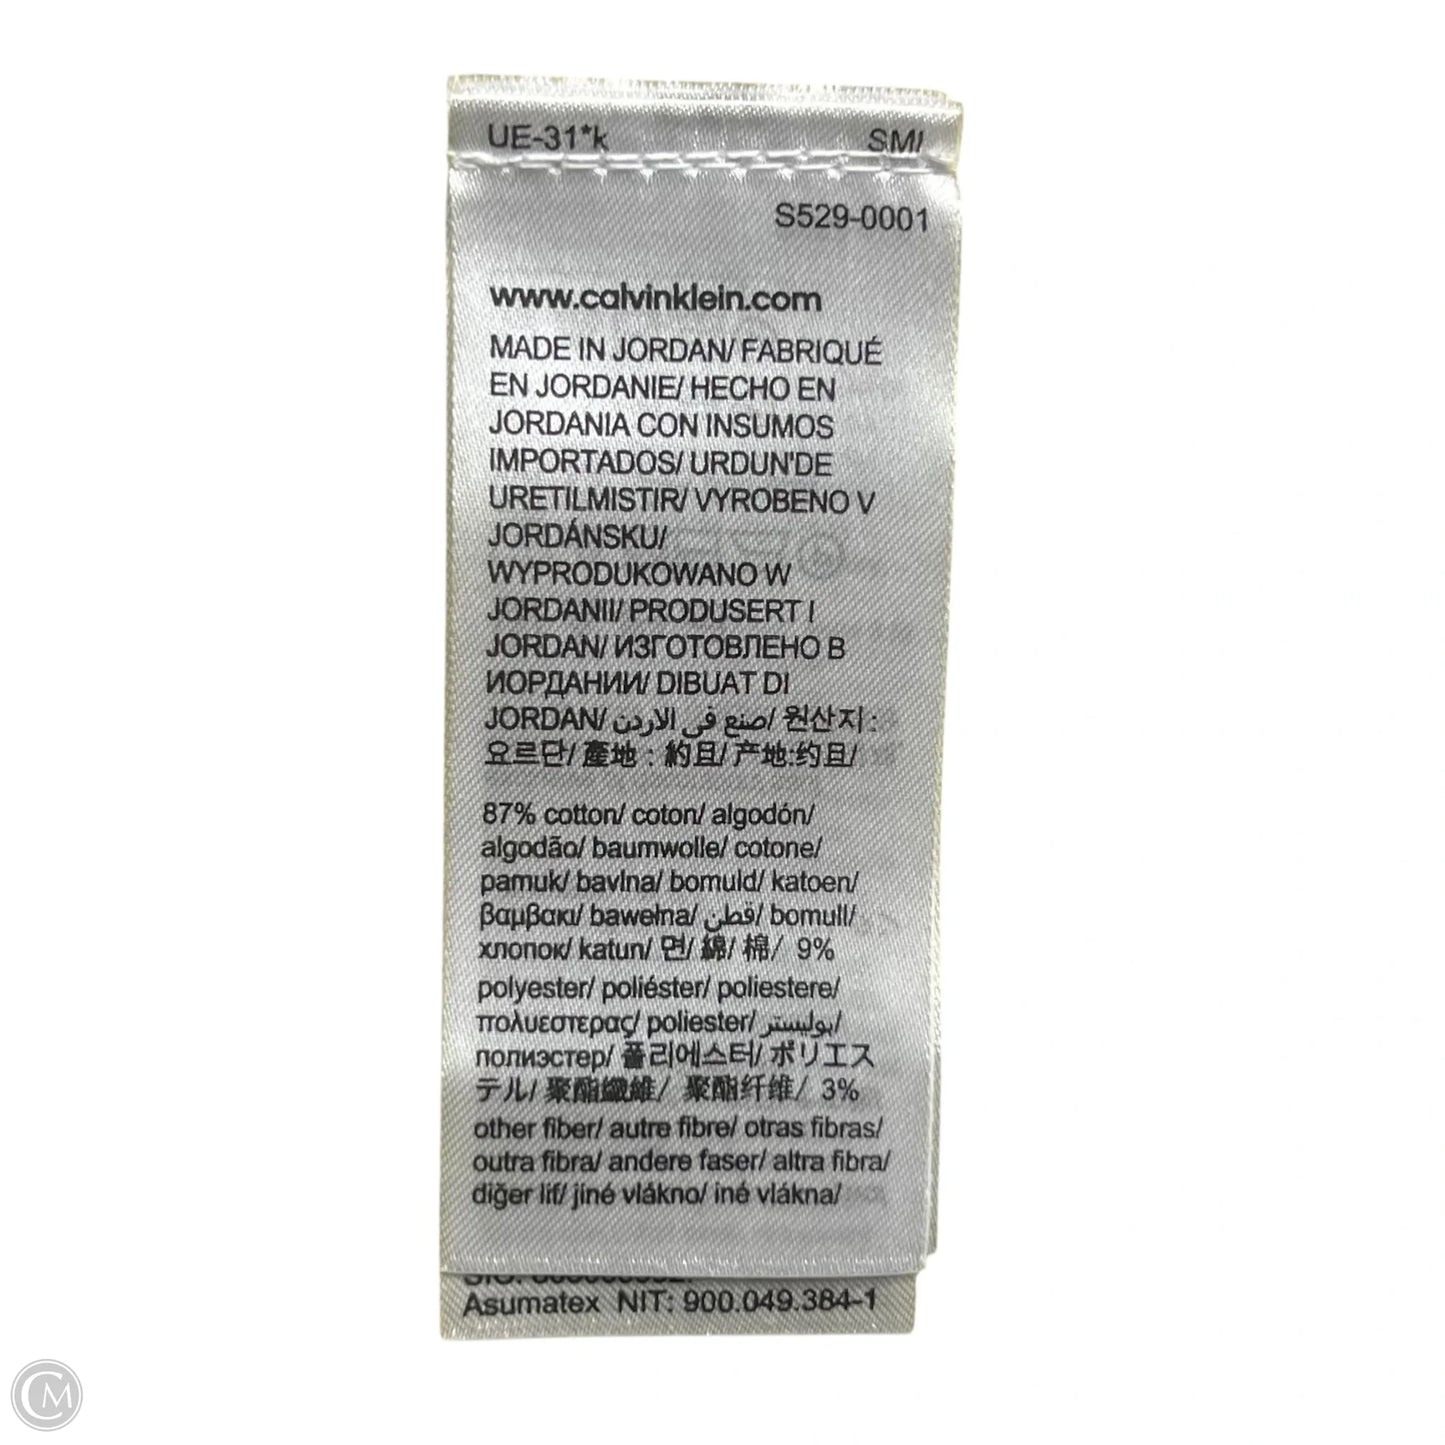 UE-31*k SMI
S529-0001
www.calvinklein.com
MADE IN JORDAN/ FABRIQUÉ
EN JORDANIE/ HECHO EN
JORDANIA CON INSUMOS
IMPORTADOS/ URDUN'DE
URETILMISTIR/ VYROBENO V
JORDÁNSKU/
WYPRODUKOWANO W
JORDANII/ PRODUSERT I
JORDAN/ ИЗГОТОВЛЕНО В
ИОРДАНИИ/ DIBUAT DI
JORDAN/ صنع في الاردن/ 원산지 :
요르단/ 產地 : 約旦/ 产地:约旦/
87% cotton/ coton/ algodón/
algodão/ baumwolle/ cotone/
pamuk/ bavlna/ bomuld/ katoen/
βαμβακι/ bawełna/ قطن/ bomull/
хлопок/ katun/ 면/ 綿/ 棉/ 9%
polyester/ poliéster/ poliestere/
πολυεστερας/ poliester/ بوليستر/
полиэстер/ 폴리에스터/ ポリエス
テル/ 聚酯纖維/ 聚酯纤维/ 3%
other fiber/ autre fibre/ otras fibras/
outra fibra/ andere faser/ altra fibra/
diğer lif/ jiné vlákno/ iné vlákna/
Asumatex NIT: 900.049.384-1
CM